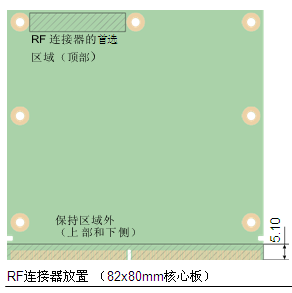 RF 连接器的首选
区域（顶部）
保持区域外
（上部和下侧）
5.10
RF连接器放置 （82x80mm核心板）